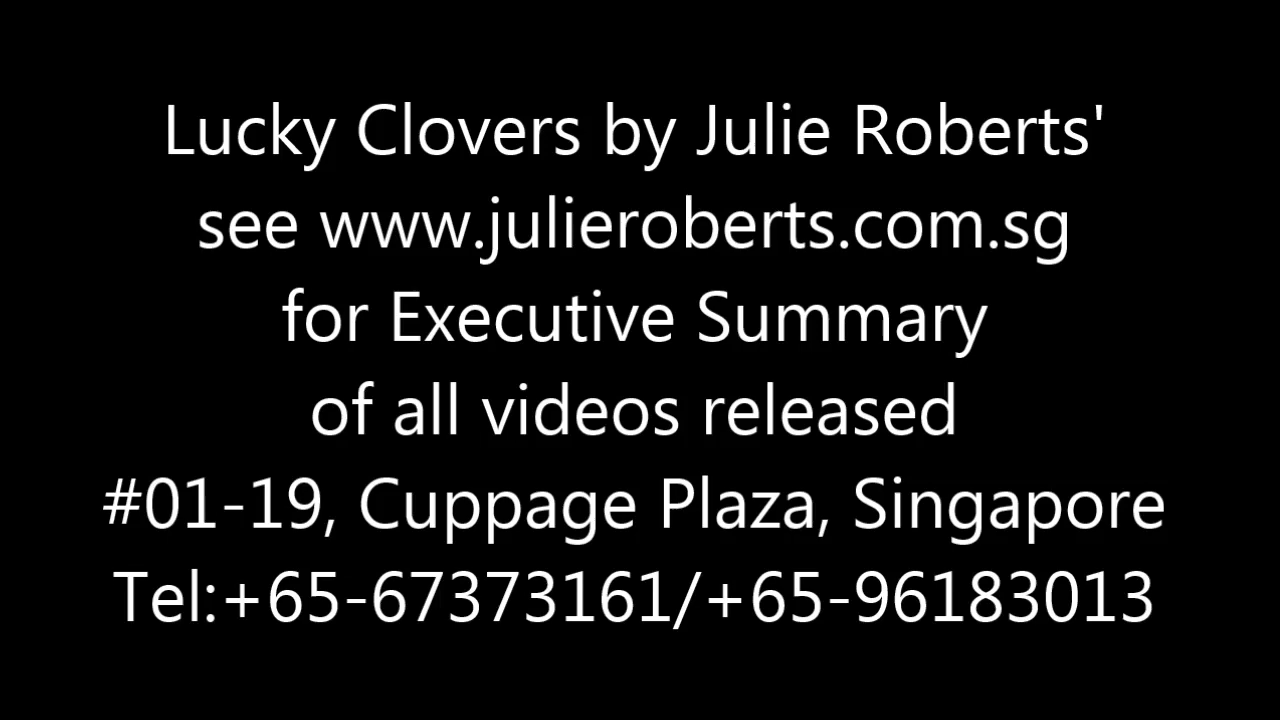 Lucky Clovers by Julie Roberts'
see www.julieroberts.com.sg
for Executive Summary
of all videos released
#01-19, Cuppage Plaza, Singapore
Tel:+65-67373161/+65-96183013